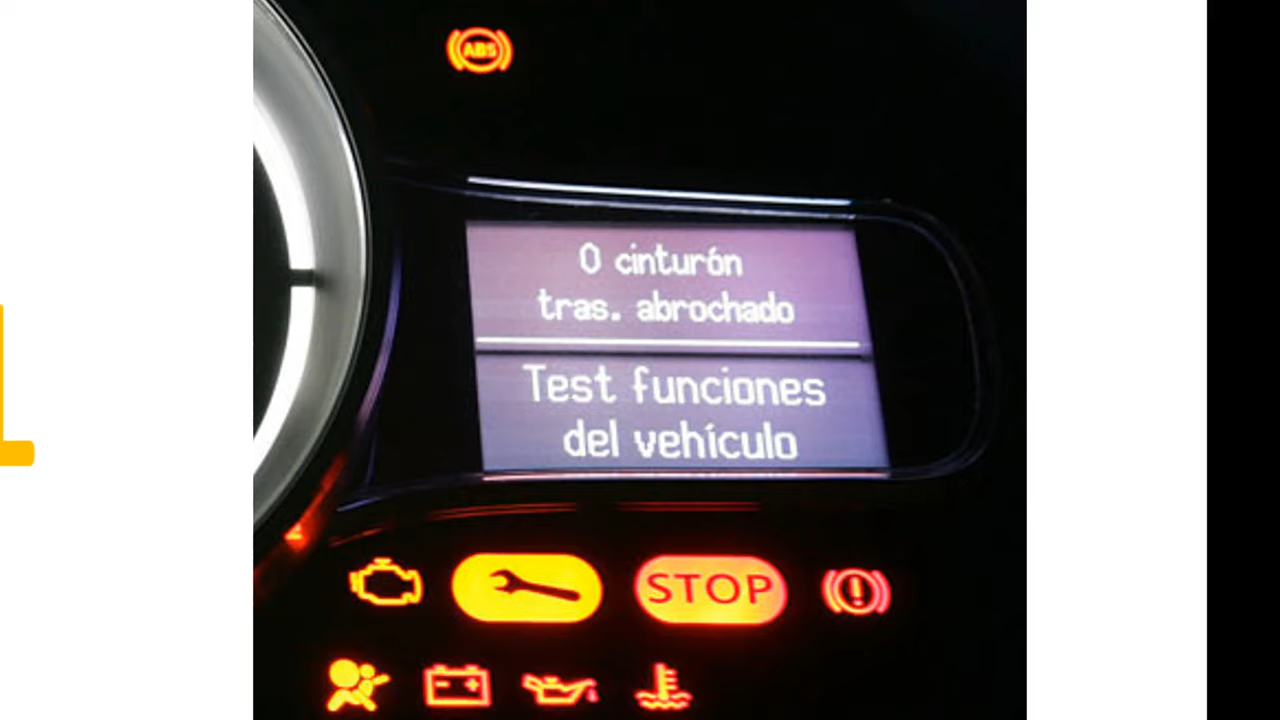 ABS
0 cinturón
tras. abrochado
Test funciones
del vehículo
STOP